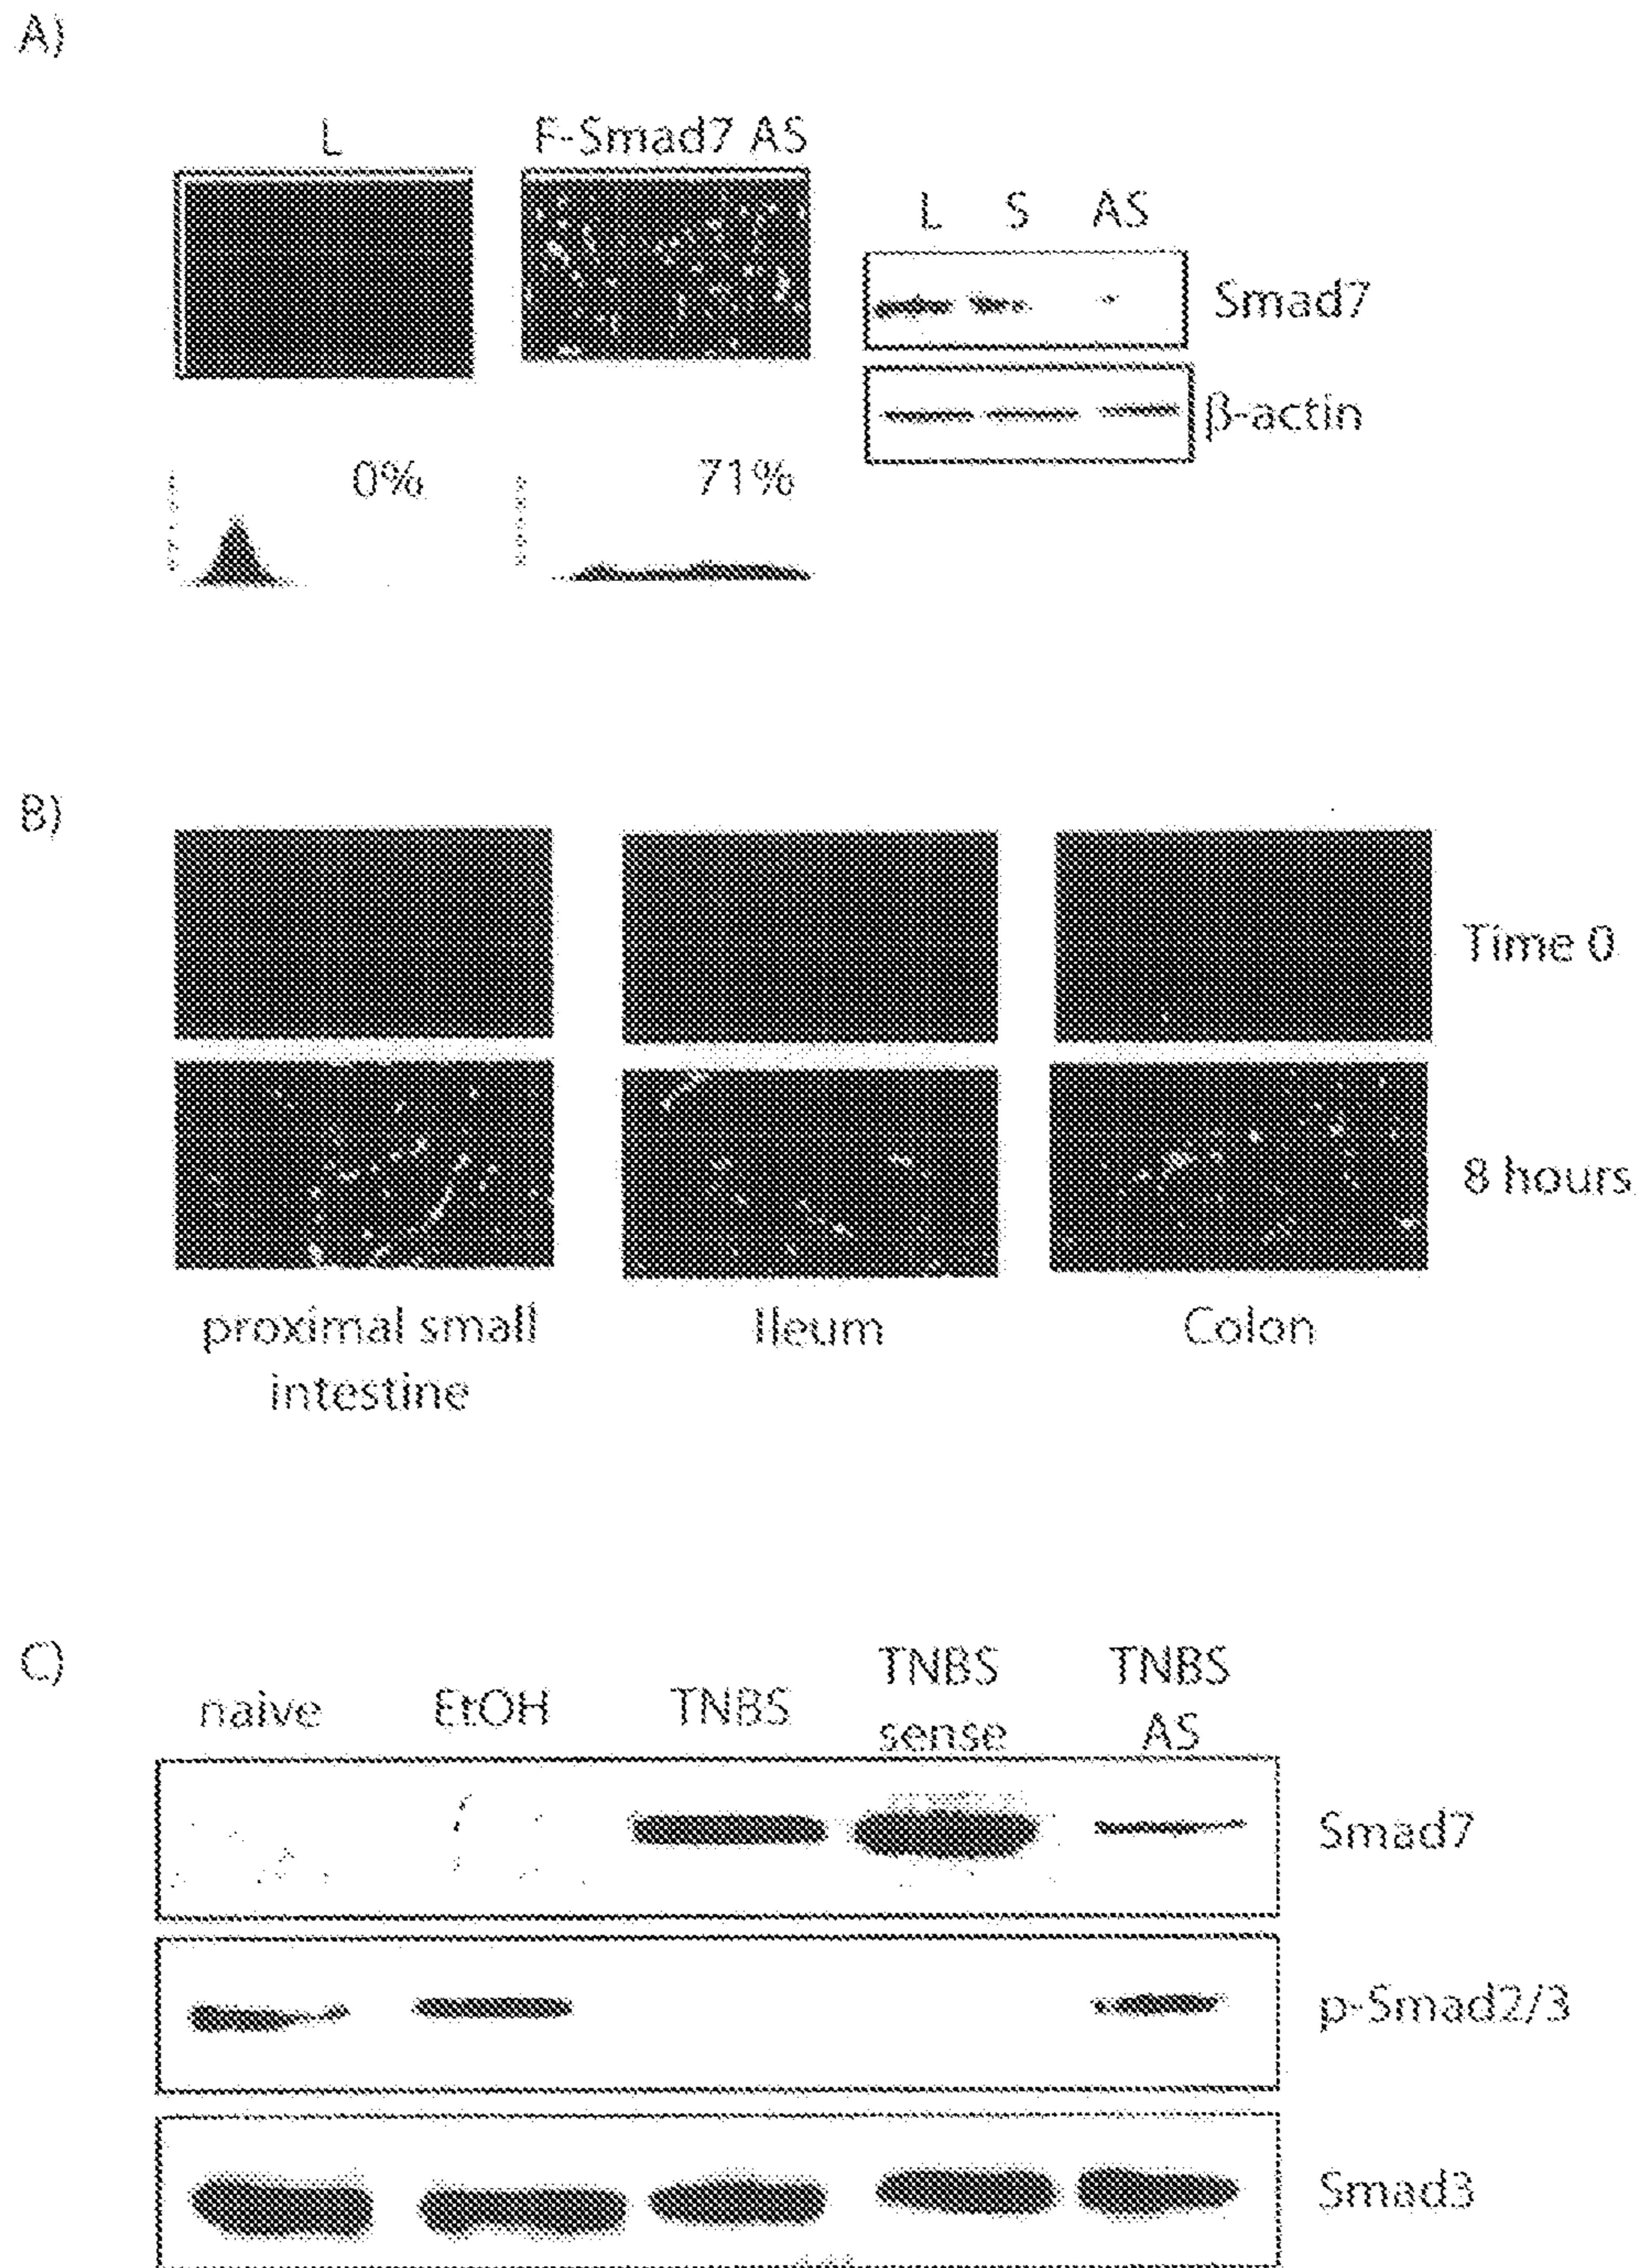 A)
L
F-Smad7 AS
L S AS
Smad7
β-actin
0%
71%
B)
Time 0
8 hours
proximal small
intestine
Ileum
Colon
C)
naive
EtOH
TNBS
TNBS
sense
TNBS
AS
Smad7
p-Smad2/3
Smad3